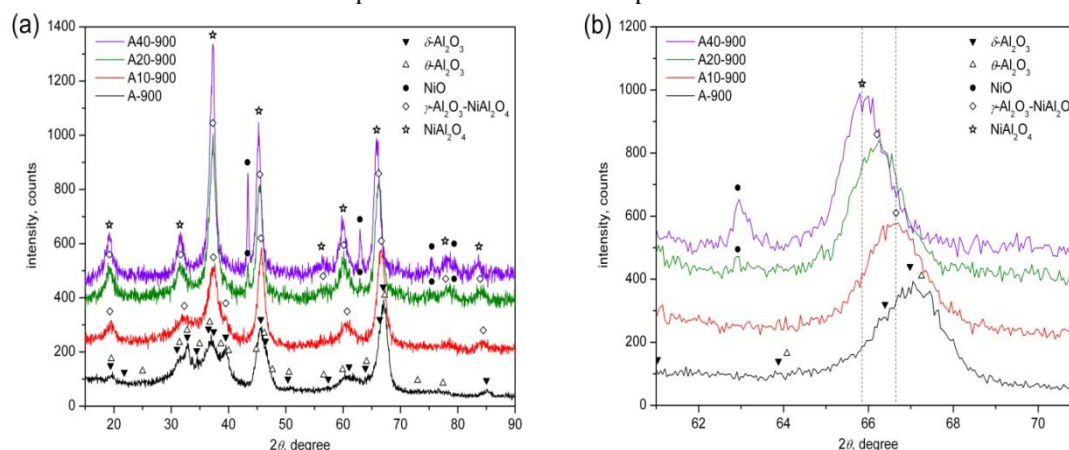 (a)
1400
1200
1000
800
600
400
200
0
intensity, counts
A40-900
A20-900
A10-900
A-900
δ-Al₂O₃
θ-Al₂O₃
NiO
γ-Al₂O₃-NiAl₂O₄
NiAl₂O₄
20 30 40 50 60 70 80 90
2θ, degree
(b)
1200
1000
800
600
400
200
0
intensity, counts
A40-900
A20-900
A10-900
A-900
δ-Al₂O₃
θ-Al₂O₃
NiO
γ-Al₂O₃-NiAl₂O
NiAl₂O₄
62 64 66 68 70
2θ, degree